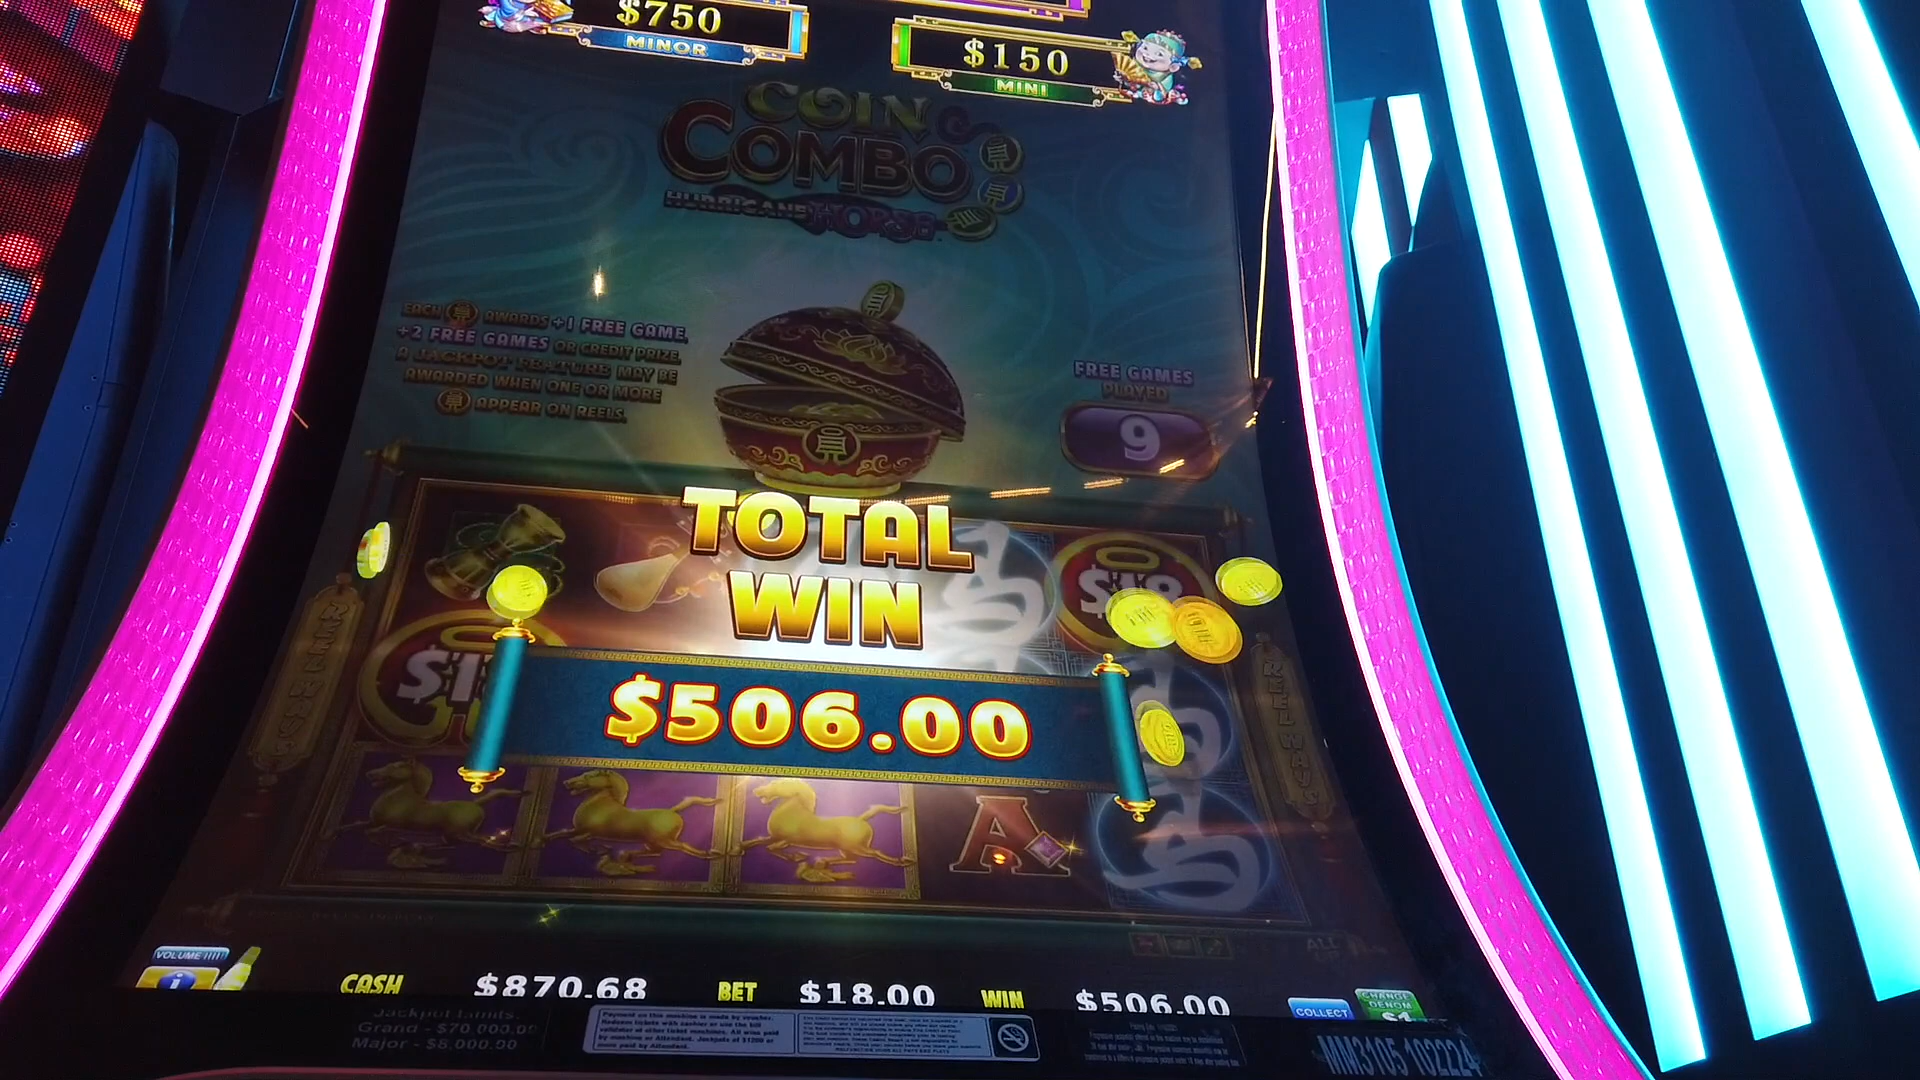 $750
MINOR
$150
MINI
COIN
COMBO
HURRICANE HORSE
EACH AWARDS +1 FREE GAME,
+2 FREE GAMES OR CREDIT PRIZE.
A JACKPOT FEATURE MAY BE
AWARDED WHEN ONE OR MORE
APPEAR ON REELS.
FREE GAMES
PLAYED
9
TOTAL
WIN
$506.00
REEL WAYS
A
VOLUME
CASH $870.68 BET $18.00 WIN $506.00
COLLECT
CHANGE
DENOM
$1
Jackpot Limits:
Grand - $70,000.00
Major - $8,000.00
MM3105 102224